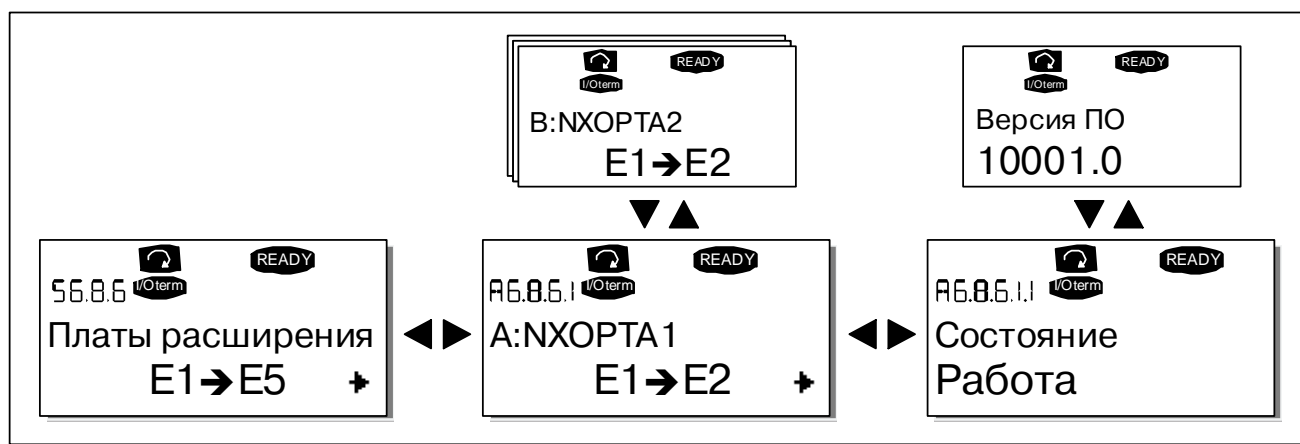 READY
I/Oterm
B:NXOPTA2
E1➔E2
READY
I/Oterm
Версия ПО
10001.0
READY
S6.8.6 I/Oterm
Платы расширения
E1➔E5
READY
A6.8.6.1 I/Oterm
A:NXOPTA1
E1➔E2
READY
A6.8.6.1.1 I/Oterm
Состояние
Работа